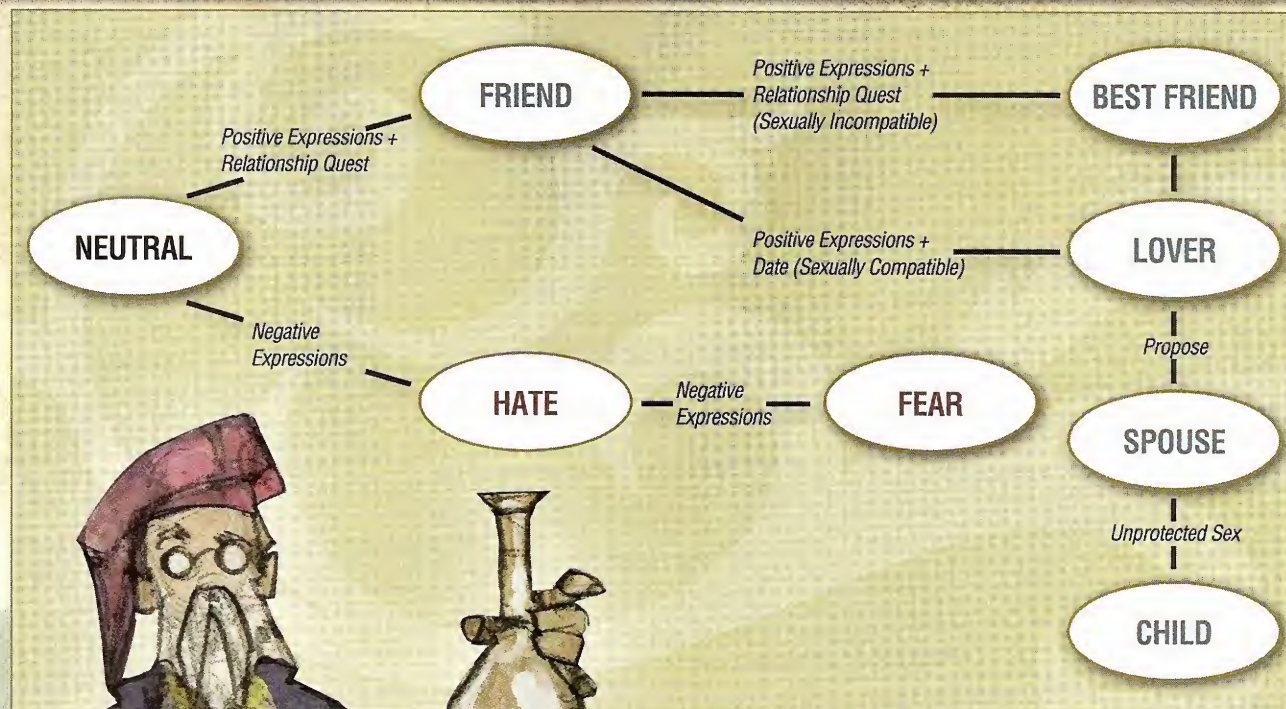 FRIEND
Positive Expressions +
Relationship Quest
(Sexually Incompatible)
BEST FRIEND
Positive Expressions +
Relationship Quest
NEUTRAL
Positive Expressions +
Date (Sexually Compatible)
LOVER
Negative
Expressions
Propose
HATE
Negative
Expressions
FEAR
SPOUSE
Unprotected Sex
CHILD